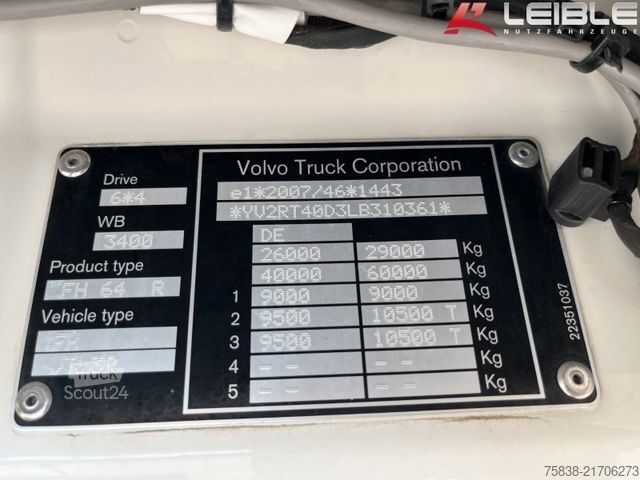 LEIBLE
NUTZFAHRZEUGE
Volvo Truck Corporation
e1*2007/46*1443
*YV2RT40D3LB310361*
Drive
6*4
WB
3400
Product type
FH 64 R
Vehicle type
FH
DE
26000 29000 Kg
40000 60000 Kg
1 9000 9000 Kg
2 9500 10500 T Kg
3 9500 10500 T Kg
4 -- -- Kg
5 -- -- Kg
22351037
Truck
Scout24
75838-21706273